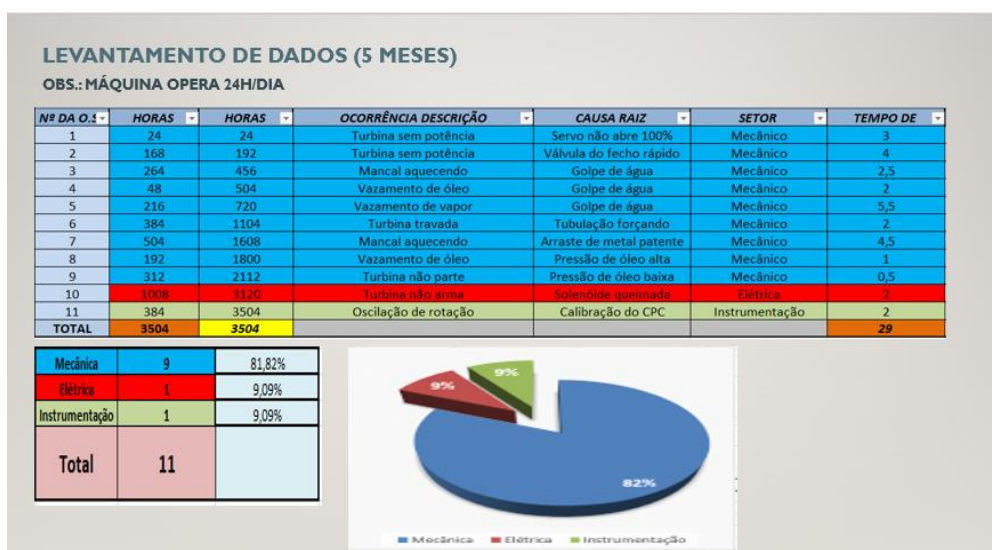 LEVANTAMENTO DE DADOS (5 MESES)
OBS.: MÁQUINA OPERA 24H/DIA
Nº DA O.S HORAS HORAS OCORRÊNCIA DESCRIÇÃO CAUSA RAIZ SETOR TEMPO DE
1 24 24 Turbina sem potência Servo não abre 100% Mecânico 3
2 168 192 Turbina sem potência Válvula do fecho rápido Mecânico 4
3 264 456 Mancal aquecendo Golpe de água Mecânico 2,5
4 48 504 Vazamento de óleo Golpe de água Mecânico 2
5 216 720 Vazamento de vapor Golpe de água Mecânico 5,5
6 384 1104 Turbina travada Tubulação forçando Mecânico 2
7 504 1608 Mancal aquecendo Arraste de metal patente Mecânico 4,5
8 192 1800 Vazamento de óleo Pressão de óleo alta Mecânico 1
9 312 2112 Turbina não parte Pressão de óleo baixa Mecânico 0,5
10 1008 3120 Turbina não arma Solenóide queimada Elétrica 2
11 384 3504 Oscilação de rotação Calibração do CPC Instrumentação 2
TOTAL 3504 3504 29
Mecânica 9 81,82%
Elétrica 1 9,09%
Instrumentação 1 9,09%
Total 11
9%
9%
82%
Mecânica Elétrica Instrumentação